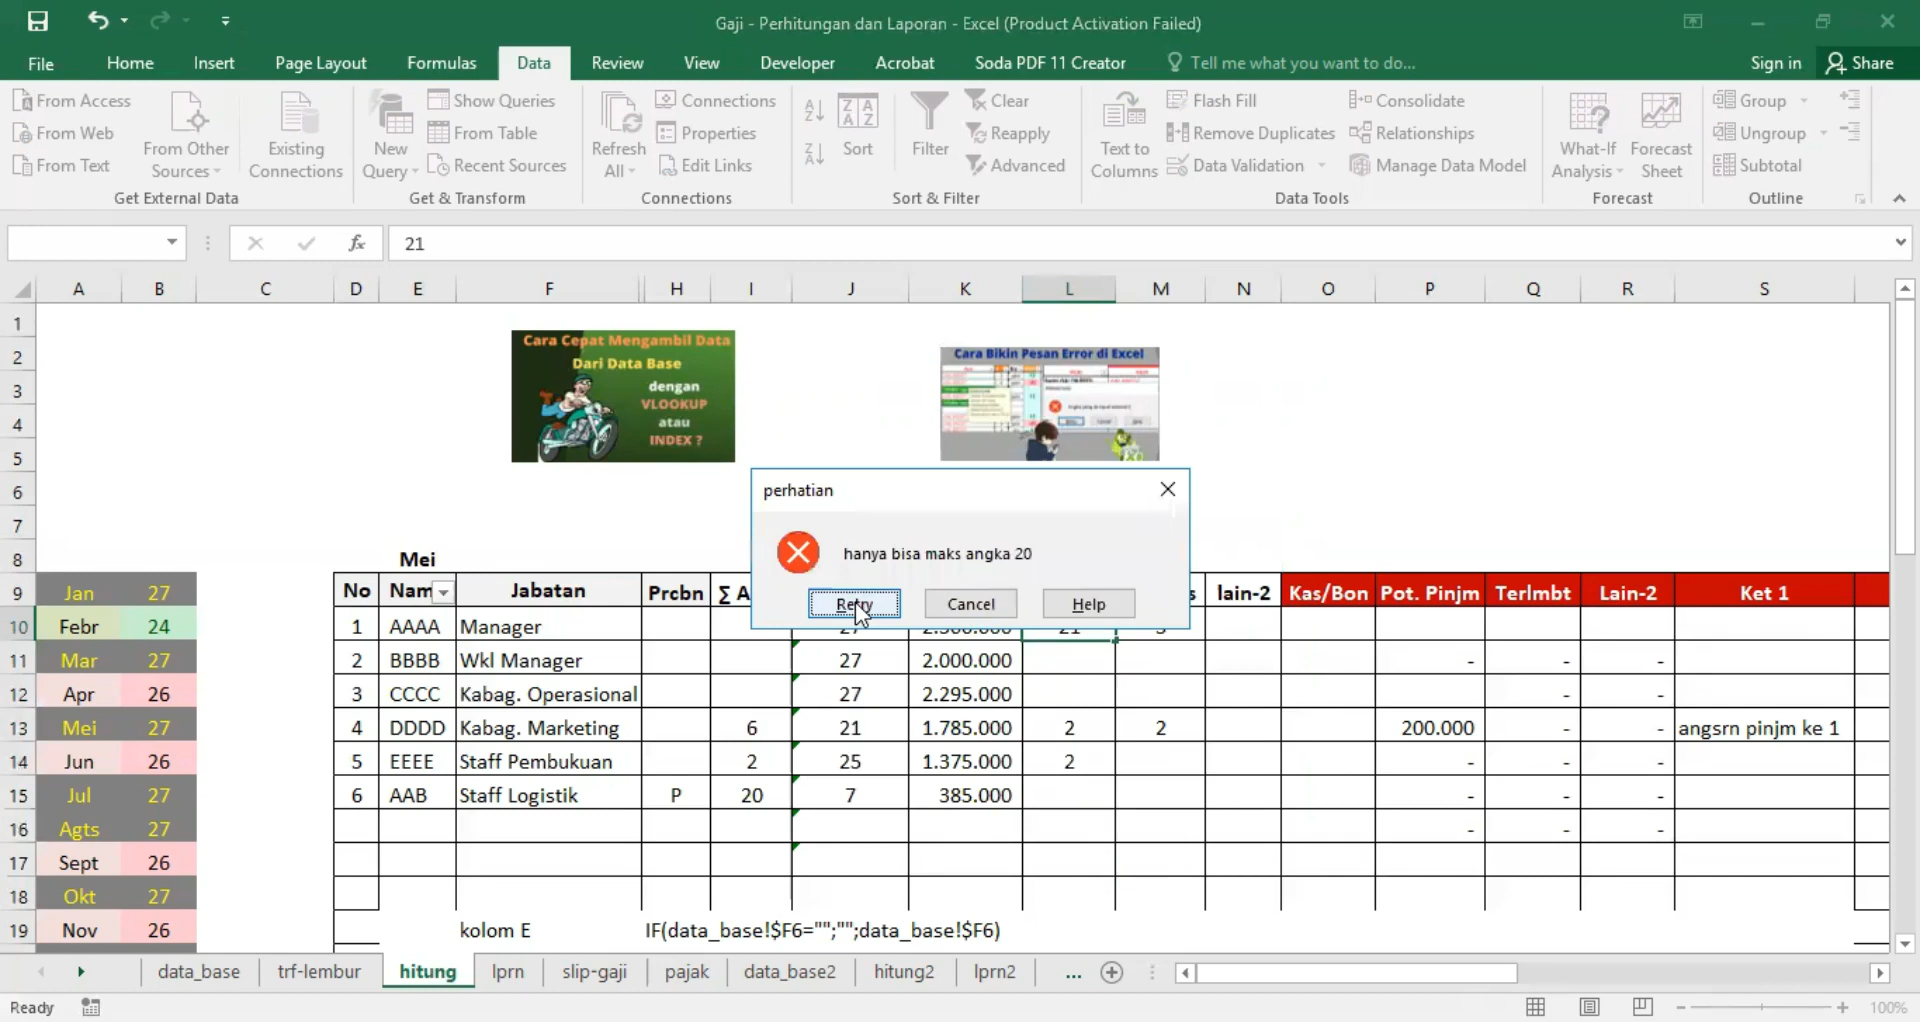 Gaji - Perhitungan dan Laporan - Excel (Product Activation Failed)
File Home Insert Page Layout Formulas Data Review View Developer Acrobat Soda PDF 11 Creator Tell me what you want to do... Sign in Share
From Access
From Web
From Text
From Other Sources
Existing Connections
Get External Data
New Query
Show Queries
From Table
Recent Sources
Get & Transform
Refresh All
Connections
Properties
Edit Links
Connections
Sort
Filter
Clear
Reapply
Advanced
Sort & Filter
Text to Columns
Flash Fill
Remove Duplicates
Data Validation
Consolidate
Relationships
Manage Data Model
Data Tools
What-If Analysis
Forecast Sheet
Forecast
Group
Ungroup
Subtotal
Outline
fx 21
A B C D E F H I J K L M N O P Q R S
1
2
3
4
5
6
7
Cara Cepat Mengambil Data
Dari Data Base
dengan
VLOOKUP
atau
INDEX ?
Cara Bikin Pesan Error di Excel
perhatian
hanya bisa maks angka 20
Retry Cancel Help
8 Mei
9 Jan 27 No Nam Jabatan Prcbn ∑ A s lain-2 Kas/Bon Pot. Pinjm Terlmbt Lain-2 Ket 1
10 Febr 24 1 AAAA Manager
11 Mar 27 2 BBBB Wkl Manager 27 2.000.000 - - -
12 Apr 26 3 CCCC Kabag. Operasional 27 2.295.000 - -
13 Mei 27 4 DDDD Kabag. Marketing 6 21 1.785.000 2 2 200.000 - - angsrn pinjm ke 1
14 Jun 26 5 EEEE Staff Pembukuan 2 25 1.375.000 2 - - -
15 Jul 27 6 AAB Staff Logistik P 20 7 385.000 - - -
16 Agts 27 - - -
17 Sept 26
18 Okt 27
19 Nov 26 kolom E IF(data_base!$F6="";"";data_base!$F6)
data_base trf-lembur hitung lprn slip-gaji pajak data_base2 hitung2 lprn2 ...
Ready 100%